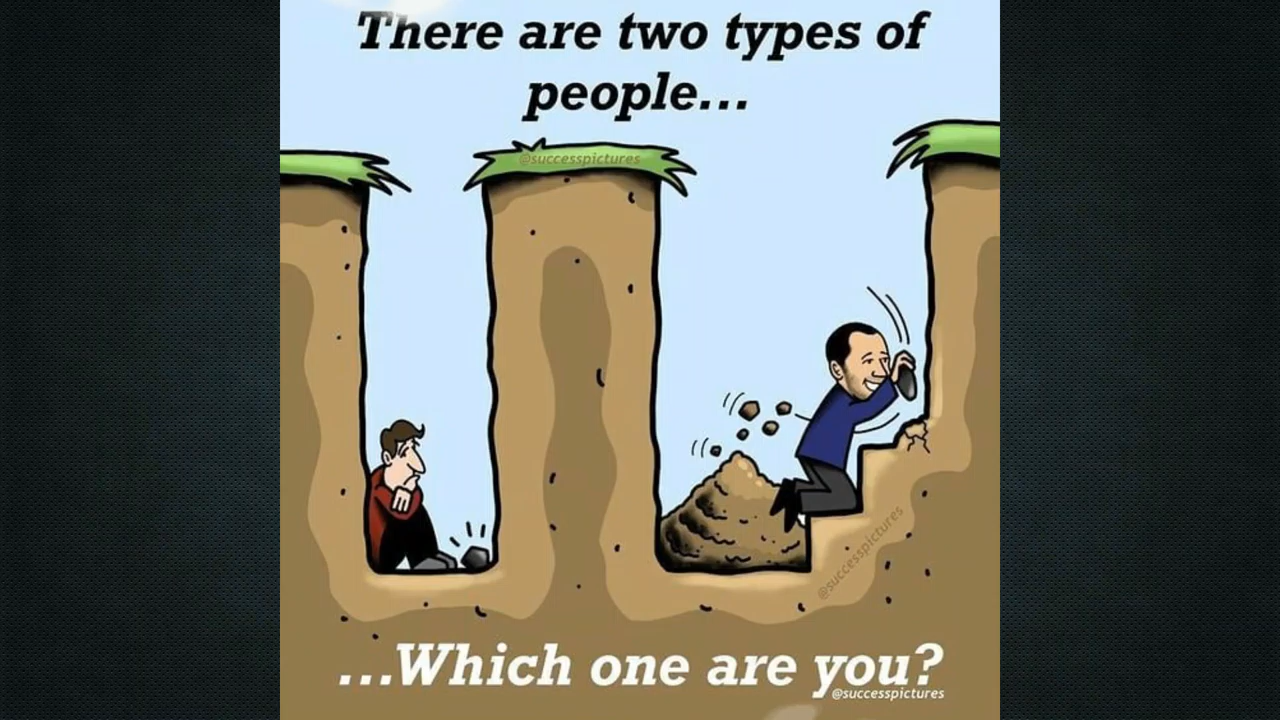 There are two types of
people...
@successpictures
@successpictures
...Which one are you?
@successpictures